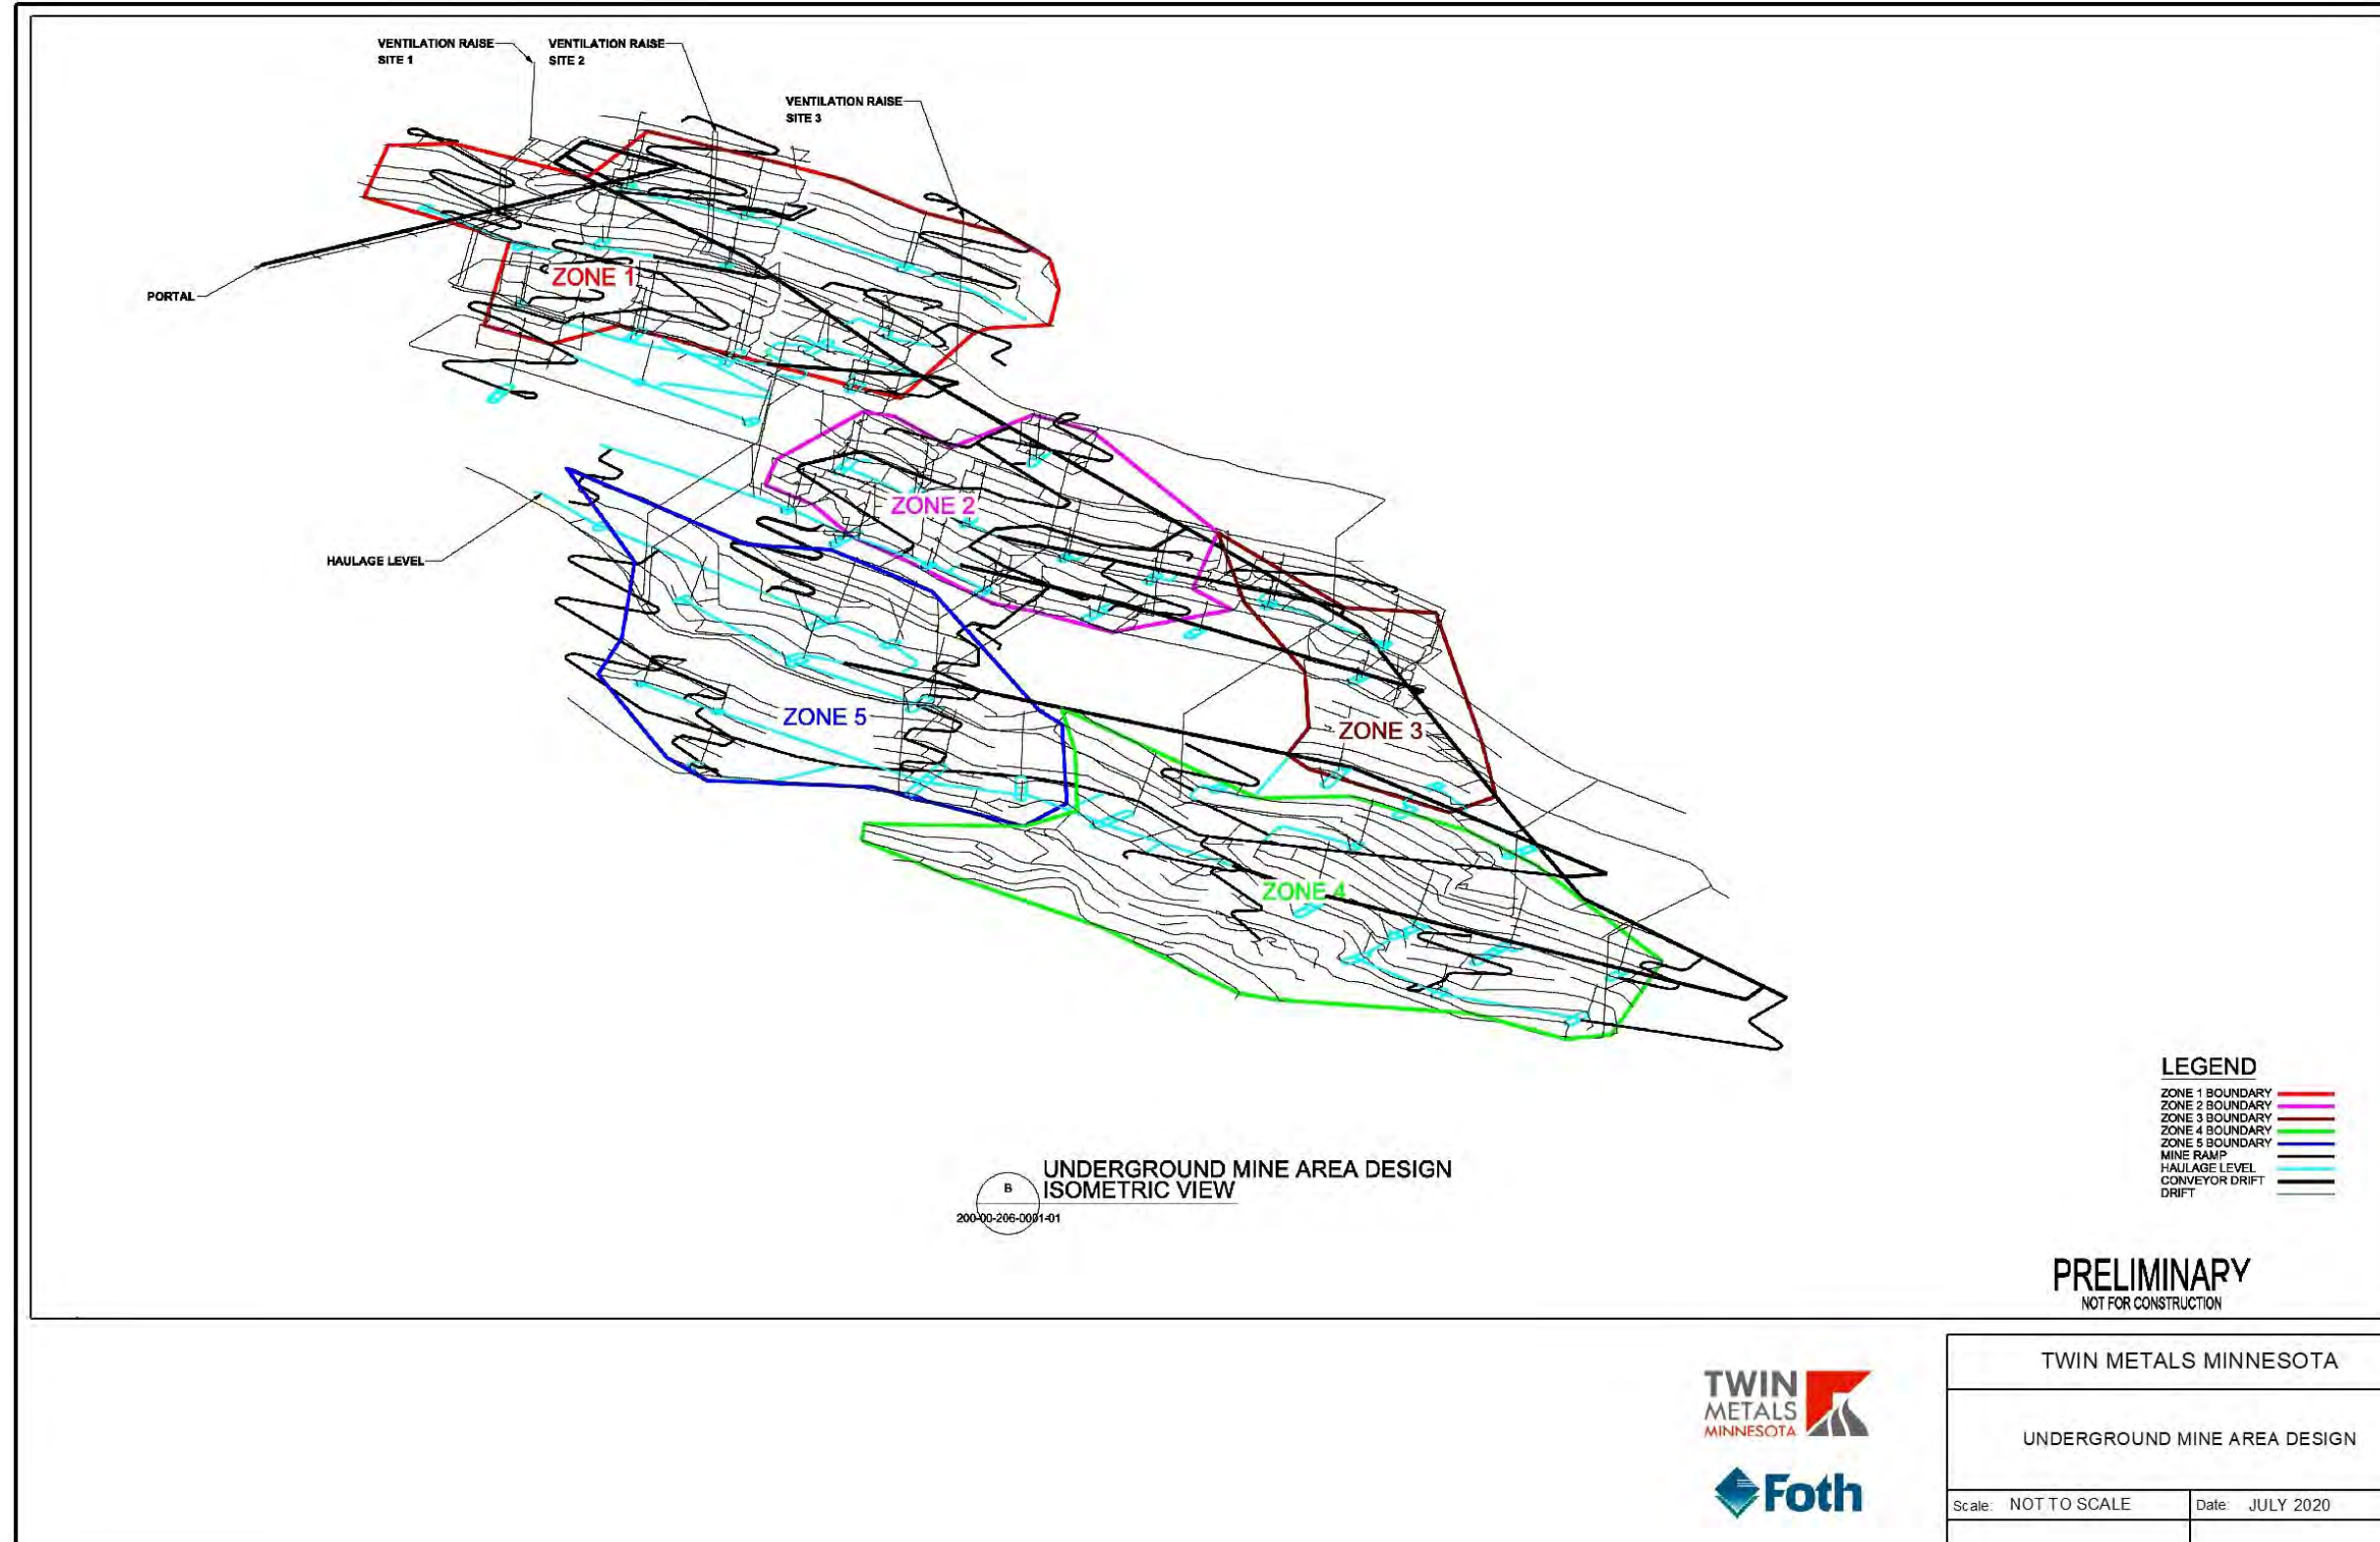 VENTILATION RAISE
SITE 1
VENTILATION RAISE
SITE 2
VENTILATION RAISE
SITE 3
ZONE 1
PORTAL
ZONE 2
HAULAGE LEVEL
ZONE 5
ZONE 3
ZONE 4
LEGEND
ZONE 1 BOUNDARY
ZONE 2 BOUNDARY
ZONE 3 BOUNDARY
ZONE 4 BOUNDARY
ZONE 5 BOUNDARY
MINE RAMP
HAULAGE LEVEL
CONVEYOR DRIFT
DRIFT
B
200-00-206-0001-01
UNDERGROUND MINE AREA DESIGN
ISOMETRIC VIEW
PRELIMINARY
NOT FOR CONSTRUCTION
TWIN
METALS
MINNESOTA
Foth
TWIN METALS MINNESOTA
UNDERGROUND MINE AREA DESIGN
Scale: NOT TO SCALE
Date: JULY 2020